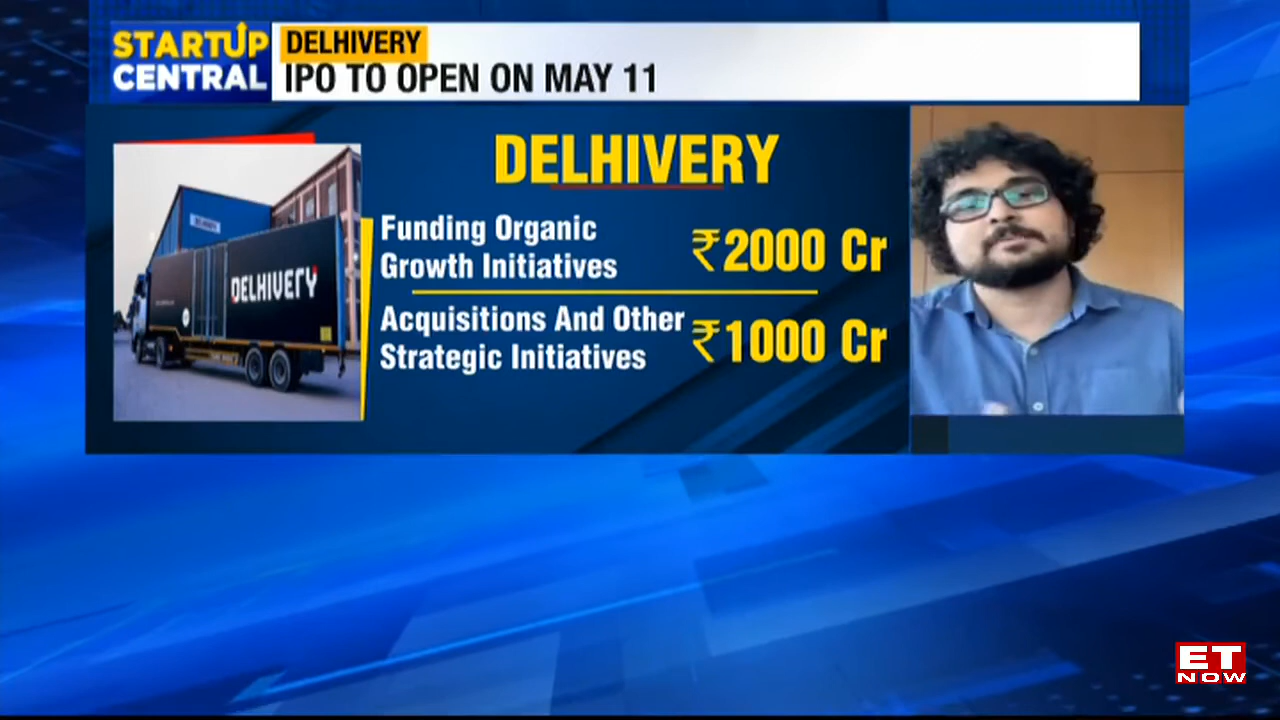 STARTUP
CENTRAL
DELHIVERY
IPO TO OPEN ON MAY 11
DELHIVERY
Funding Organic
Growth Initiatives
₹2000 Cr
Acquisitions And Other
Strategic Initiatives
₹1000 Cr
DELHIVERY
ET
NOW